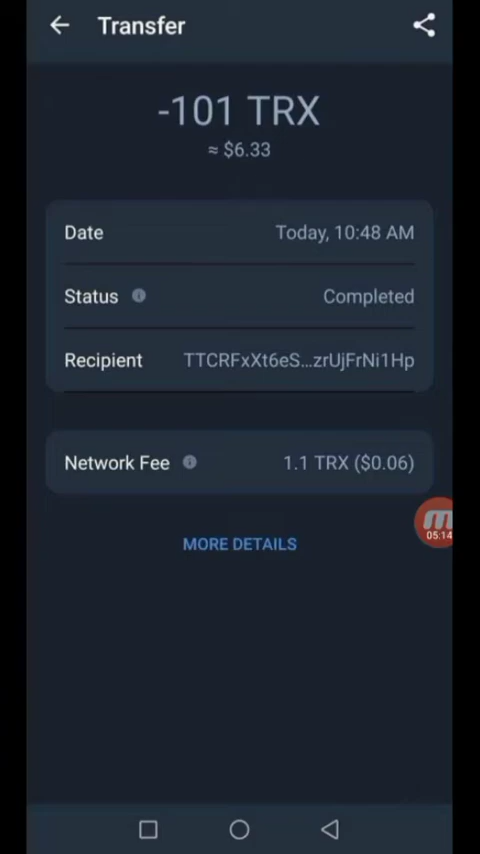 Transfer
-101 TRX
≈ $6.33
Date Today, 10:48 AM
Status Completed
Recipient TTCRFxXt6eS...zrUjFrNi1Hp
Network Fee 1.1 TRX ($0.06)
05:14
MORE DETAILS